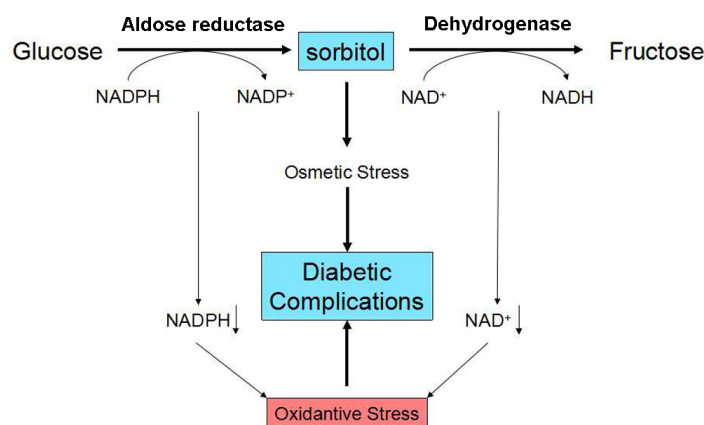 Aldose reductase
Dehydrogenase
Glucose
sorbitol
Fructose
NADPH
NADP⁺
NAD⁺
NADH
Osmetic Stress
Diabetic
Complications
NADPH
NAD⁺
Oxidantive Stress